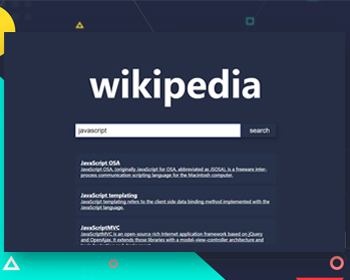 wikipedia
javascript
search
JavaScript OSA
JavaScript OSA, (originally JavaScript for OSA, abbreviated as JSOSA), is a freeware inter-
process communication scripting language for the Macintosh computer.
JavaScript templating
JavaScript templating refers to the client side data binding method implemented with the
JavaScript language.
JavaScriptMVC
JavaScriptMVC is an open-source rich Internet application framework based on jQuery
and OpenAjax. It extends those libraries with a model-view-controller architecture and